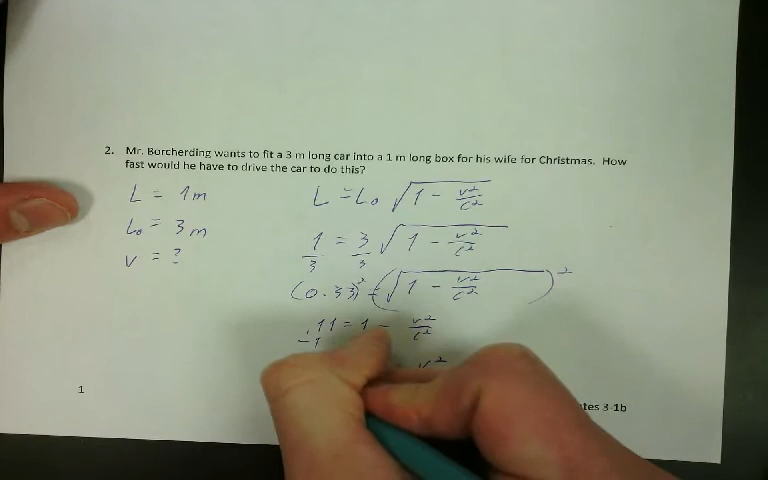 2. Mr. Borcherding wants to fit a 3 m long car into a 1 m long box for his wife for Christmas. How
fast would he have to drive the car to do this?
L = 1m
L₀ = 3m
v = ?
L = L₀ √(1 - v²/c²)
1/3 = 3/3 √(1 - v²/c²)
(0.33)² = (√(1 - v²/c²))²
.11 = 1 - v²/c²
-1
v²
1
tes 3-1b